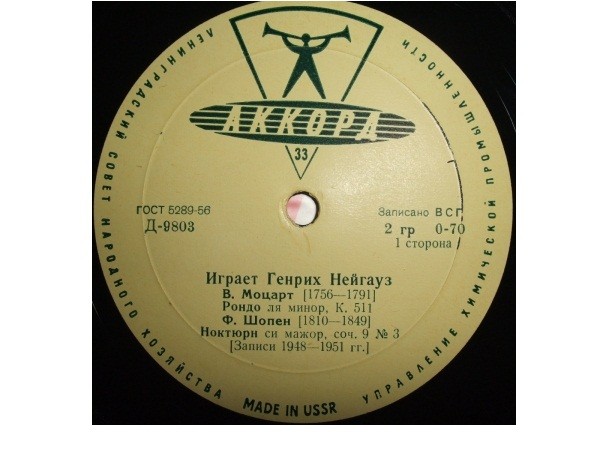 ЛЕНИНГРАДСКИЙ СОВЕТ НАРОДНОГО ХОЗЯЙСТВА
УПРАВЛЕНИЕ ХИМИЧЕСКОЙ ПРОМЫШЛЕННОСТИ
АККОРД
33
ГОСТ 5289-56
Д-9803
Записано ВСГ
2 гр 0-70
1 сторона
Играет Генрих Нейгауз
В. Моцарт [1756—1791]
Рондо ля минор, К. 511
Ф. Шопен [1810—1849]
Ноктюрн си мажор, соч. 9 № 3
[Записи 1948—1951 гг.]
MADE IN USSR